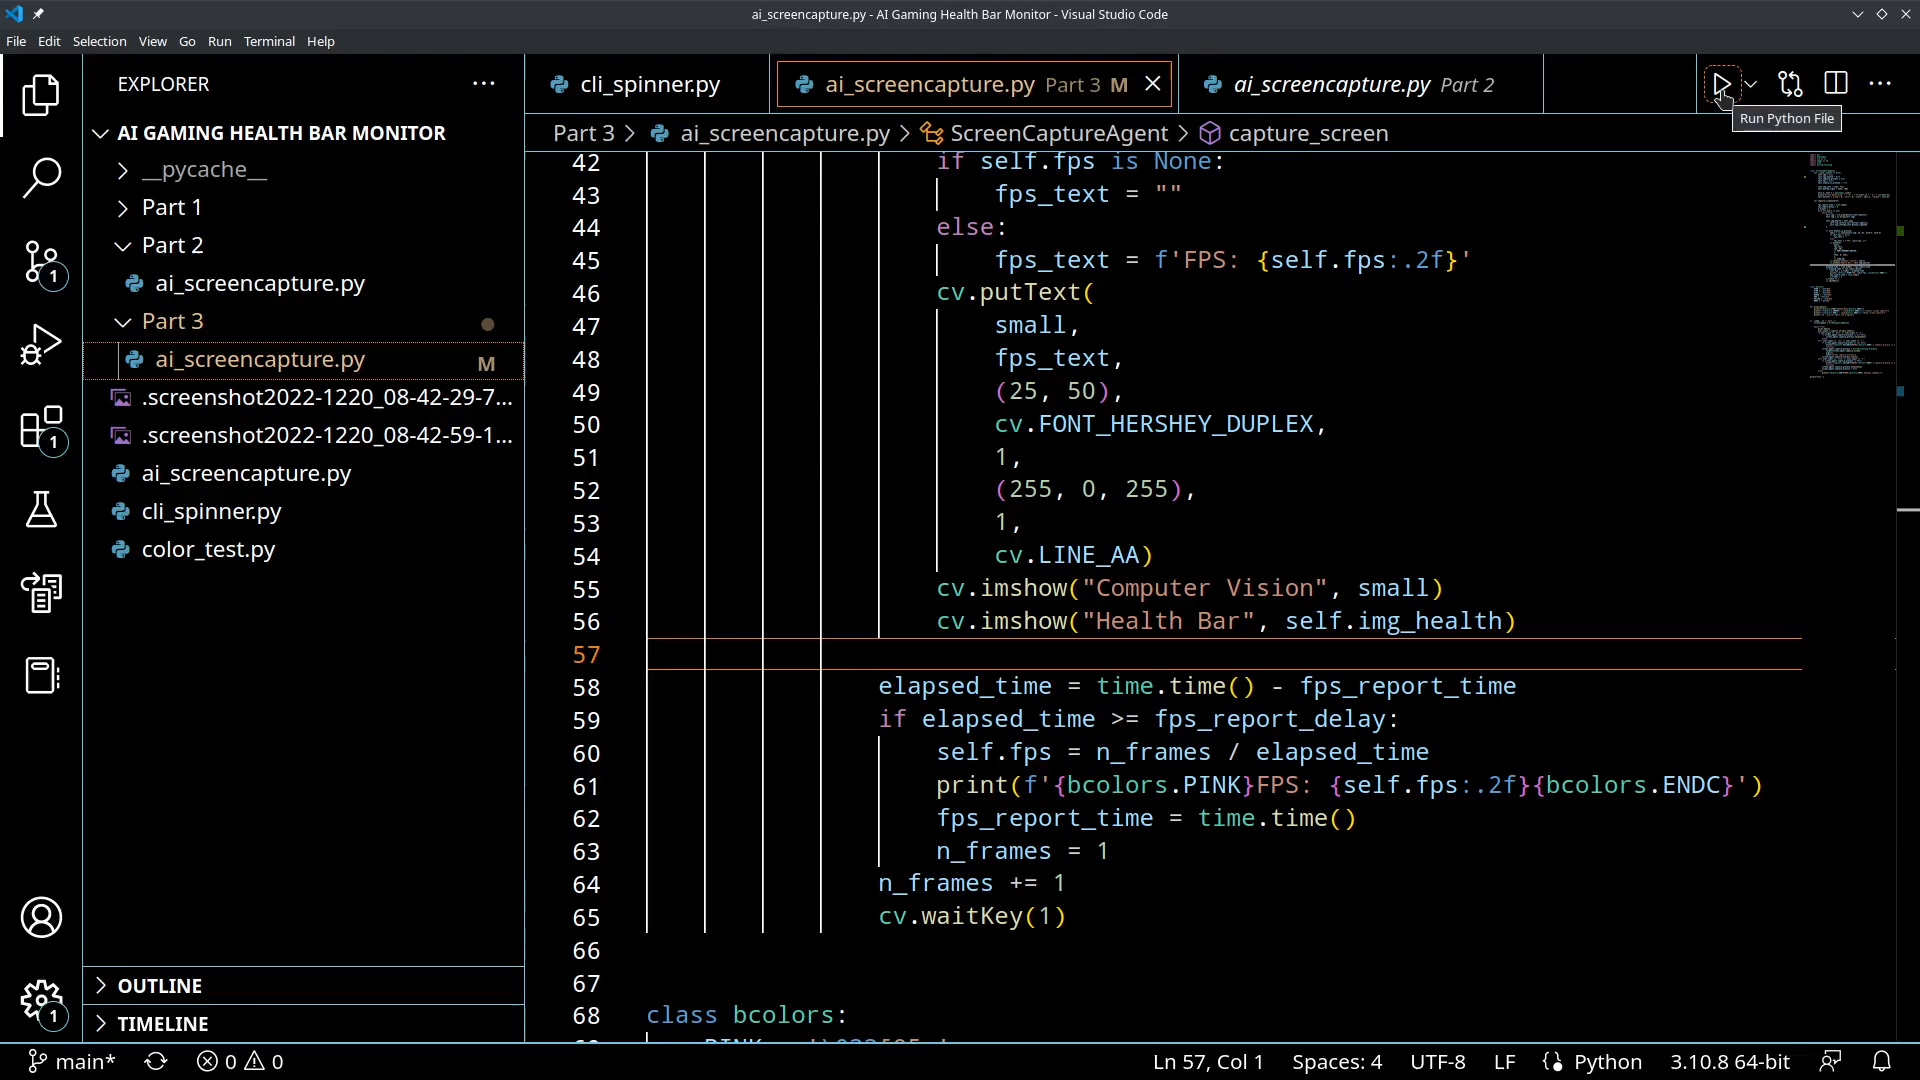 ai_screencapture.py - AI Gaming Health Bar Monitor - Visual Studio Code
File Edit Selection View Go Run Terminal Help
EXPLORER
AI GAMING HEALTH BAR MONITOR
__pycache__
Part 1
Part 2
ai_screencapture.py
Part 3
ai_screencapture.py M
.screenshot2022-1220_08-42-29-7...
.screenshot2022-1220_08-42-59-1...
ai_screencapture.py
cli_spinner.py
color_test.py
OUTLINE
TIMELINE
1
1
1
cli_spinner.py
ai_screencapture.py Part 3 M
ai_screencapture.py Part 2
Run Python File
Part 3 > ai_screencapture.py > ScreenCaptureAgent > capture_screen
42 if self.fps is None:
43 fps_text = ""
44 else:
45 fps_text = f'FPS: {self.fps:.2f}'
46 cv.putText(
47 small,
48 fps_text,
49 (25, 50),
50 cv.FONT_HERSHEY_DUPLEX,
51 1,
52 (255, 0, 255),
53 1,
54 cv.LINE_AA)
55 cv.imshow("Computer Vision", small)
56 cv.imshow("Health Bar", self.img_health)
57
58 elapsed_time = time.time() - fps_report_time
59 if elapsed_time >= fps_report_delay:
60 self.fps = n_frames / elapsed_time
61 print(f'{bcolors.PINK}FPS: {self.fps:.2f}{bcolors.ENDC}')
62 fps_report_time = time.time()
63 n_frames = 1
64 n_frames += 1
65 cv.waitKey(1)
66
67
68 class bcolors:
main* 0 0 Ln 57, Col 1 Spaces: 4 UTF-8 LF Python 3.10.8 64-bit